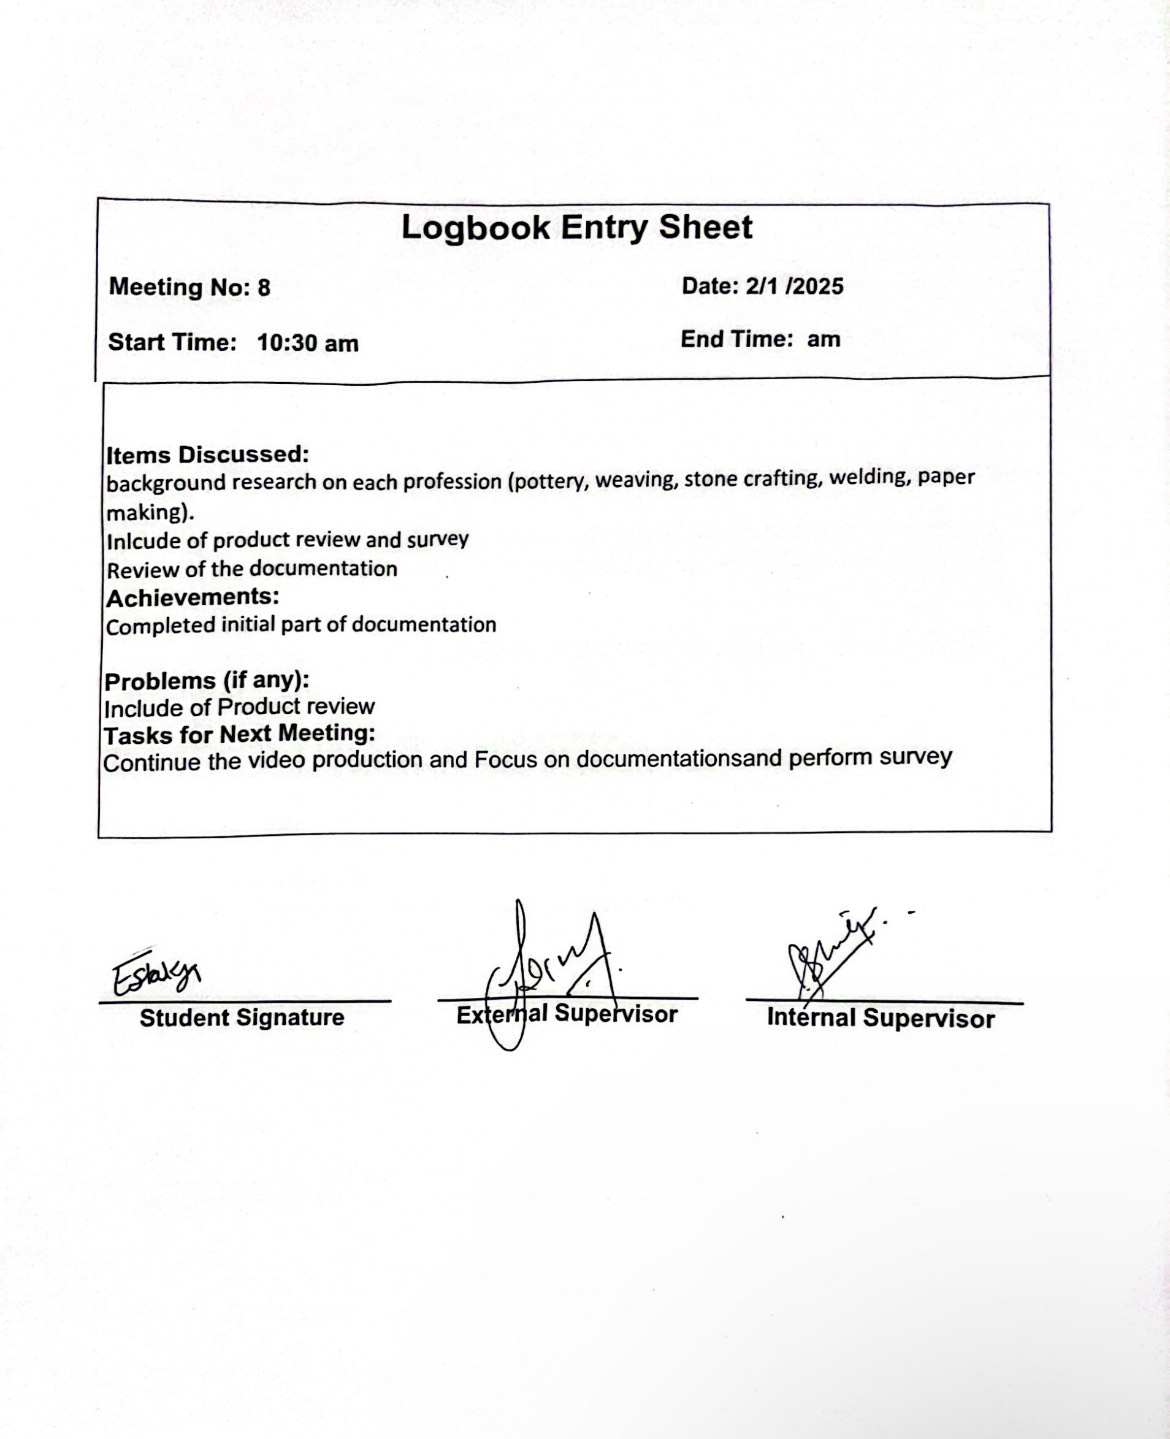 Logbook Entry Sheet
Meeting No: 8 Date: 2/1 /2025
Start Time: 10:30 am End Time: am
Items Discussed:
background research on each profession (pottery, weaving, stone crafting, welding, paper
making).
Inlcude of product review and survey
Review of the documentation
Achievements:
Completed initial part of documentation
Problems (if any):
Include of Product review
Tasks for Next Meeting:
Continue the video production and Focus on documentationsand perform survey
Student Signature External Supervisor Internal Supervisor